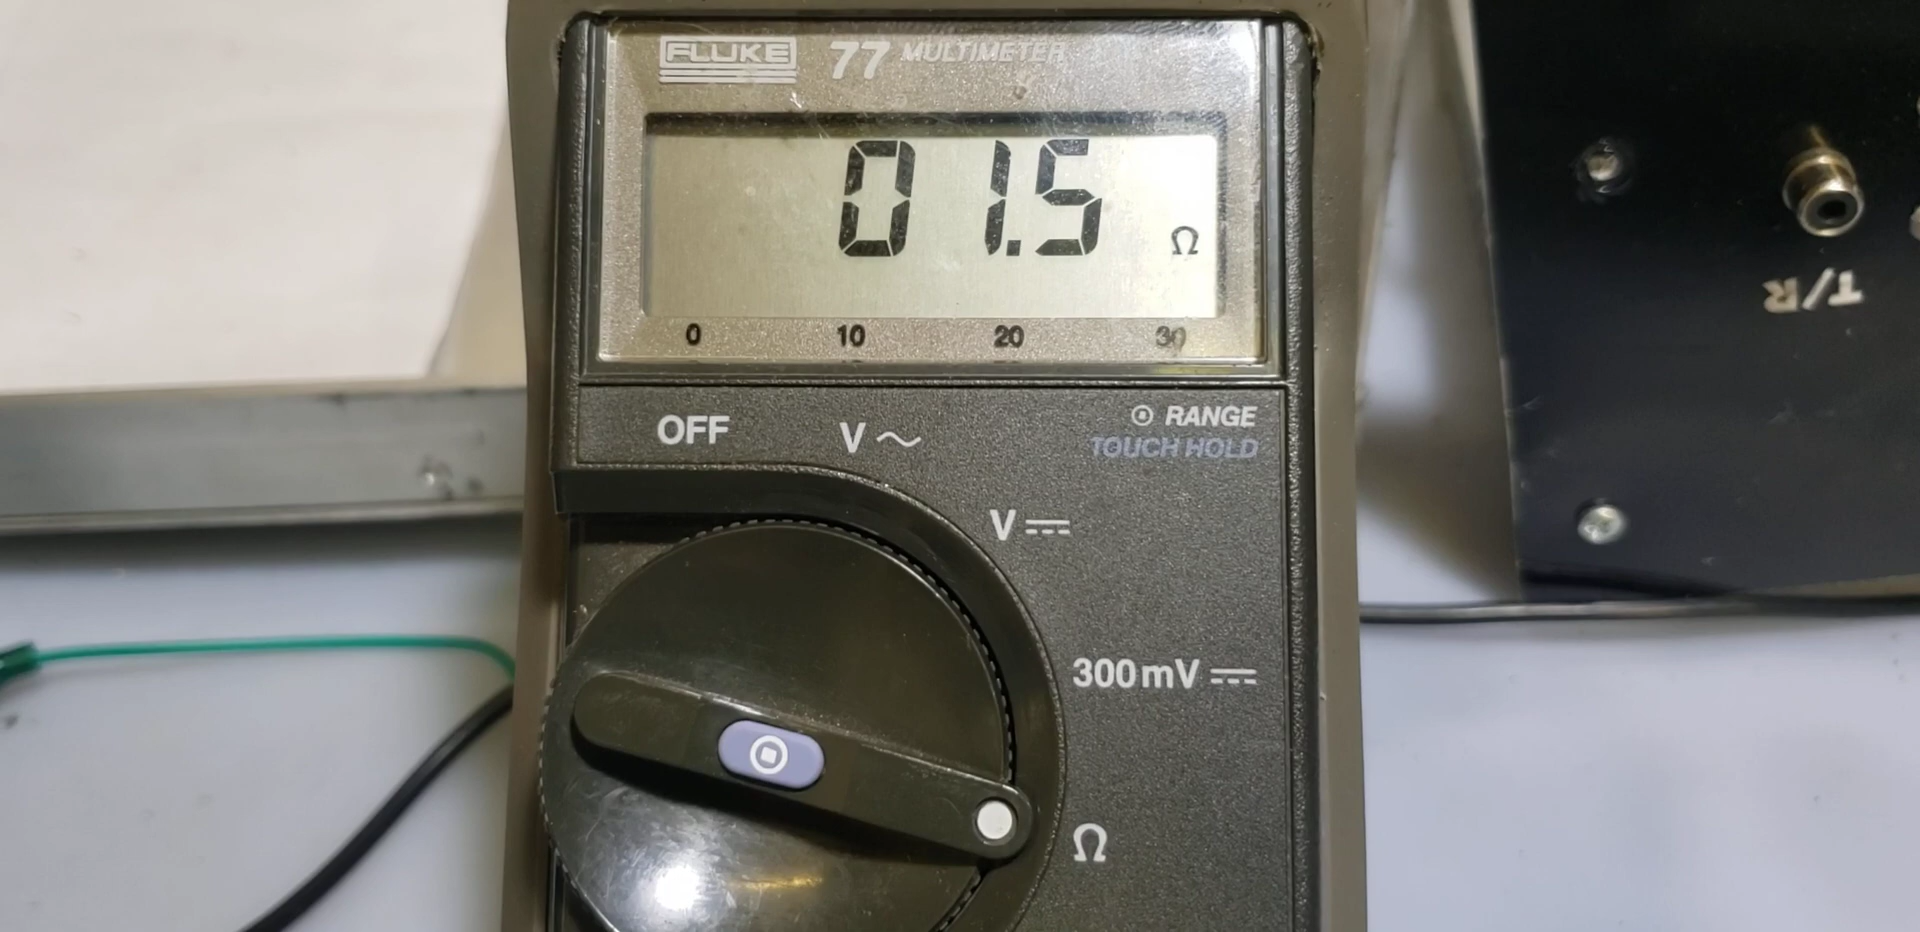 FLUKE 77 MULTIMETER
01.5 Ω
0 10 20 30
OFF V~ RANGE
TOUCH HOLD
V⎓
300mV⎓
Ω
T/R